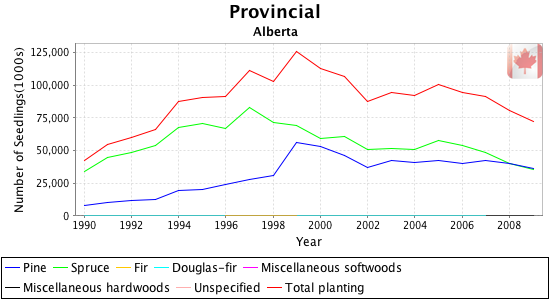 Provincial
Alberta
Number of Seedlings(1000s)
125,000
100,000
75,000
50,000
25,000
0
1990 1992 1994 1996 1998 2000 2002 2004 2006 2008
Year
Pine Spruce Fir Douglas-fir Miscellaneous softwoods
Miscellaneous hardwoods Unspecified Total planting